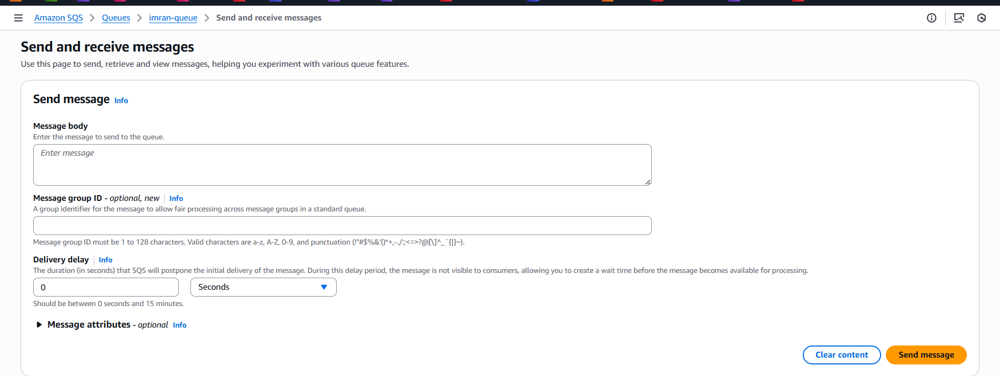 Amazon SQS > Queues > imran-queue > Send and receive messages
Send and receive messages
Use this page to send, retrieve and view messages, helping you experiment with various queue features.
Send message Info
Message body
Enter the message to send to the queue.
Enter message
Message group ID - optional, new | Info
A group identifier for the message to allow fair processing across message groups in a standard queue.
Message group ID must be 1 to 128 characters. Valid characters are a-z, A-Z, 0-9, and punctuation (!"#$%&'()*+,-./:;<=>?@[\]^_`{|}~).
Delivery delay | Info
The duration (in seconds) that SQS will postpone the initial delivery of the message. During this delay period, the message is not visible to consumers, allowing you to create a wait time before the message becomes available for processing.
0 Seconds
Should be between 0 seconds and 15 minutes.
Message attributes - optional Info
Clear content Send message